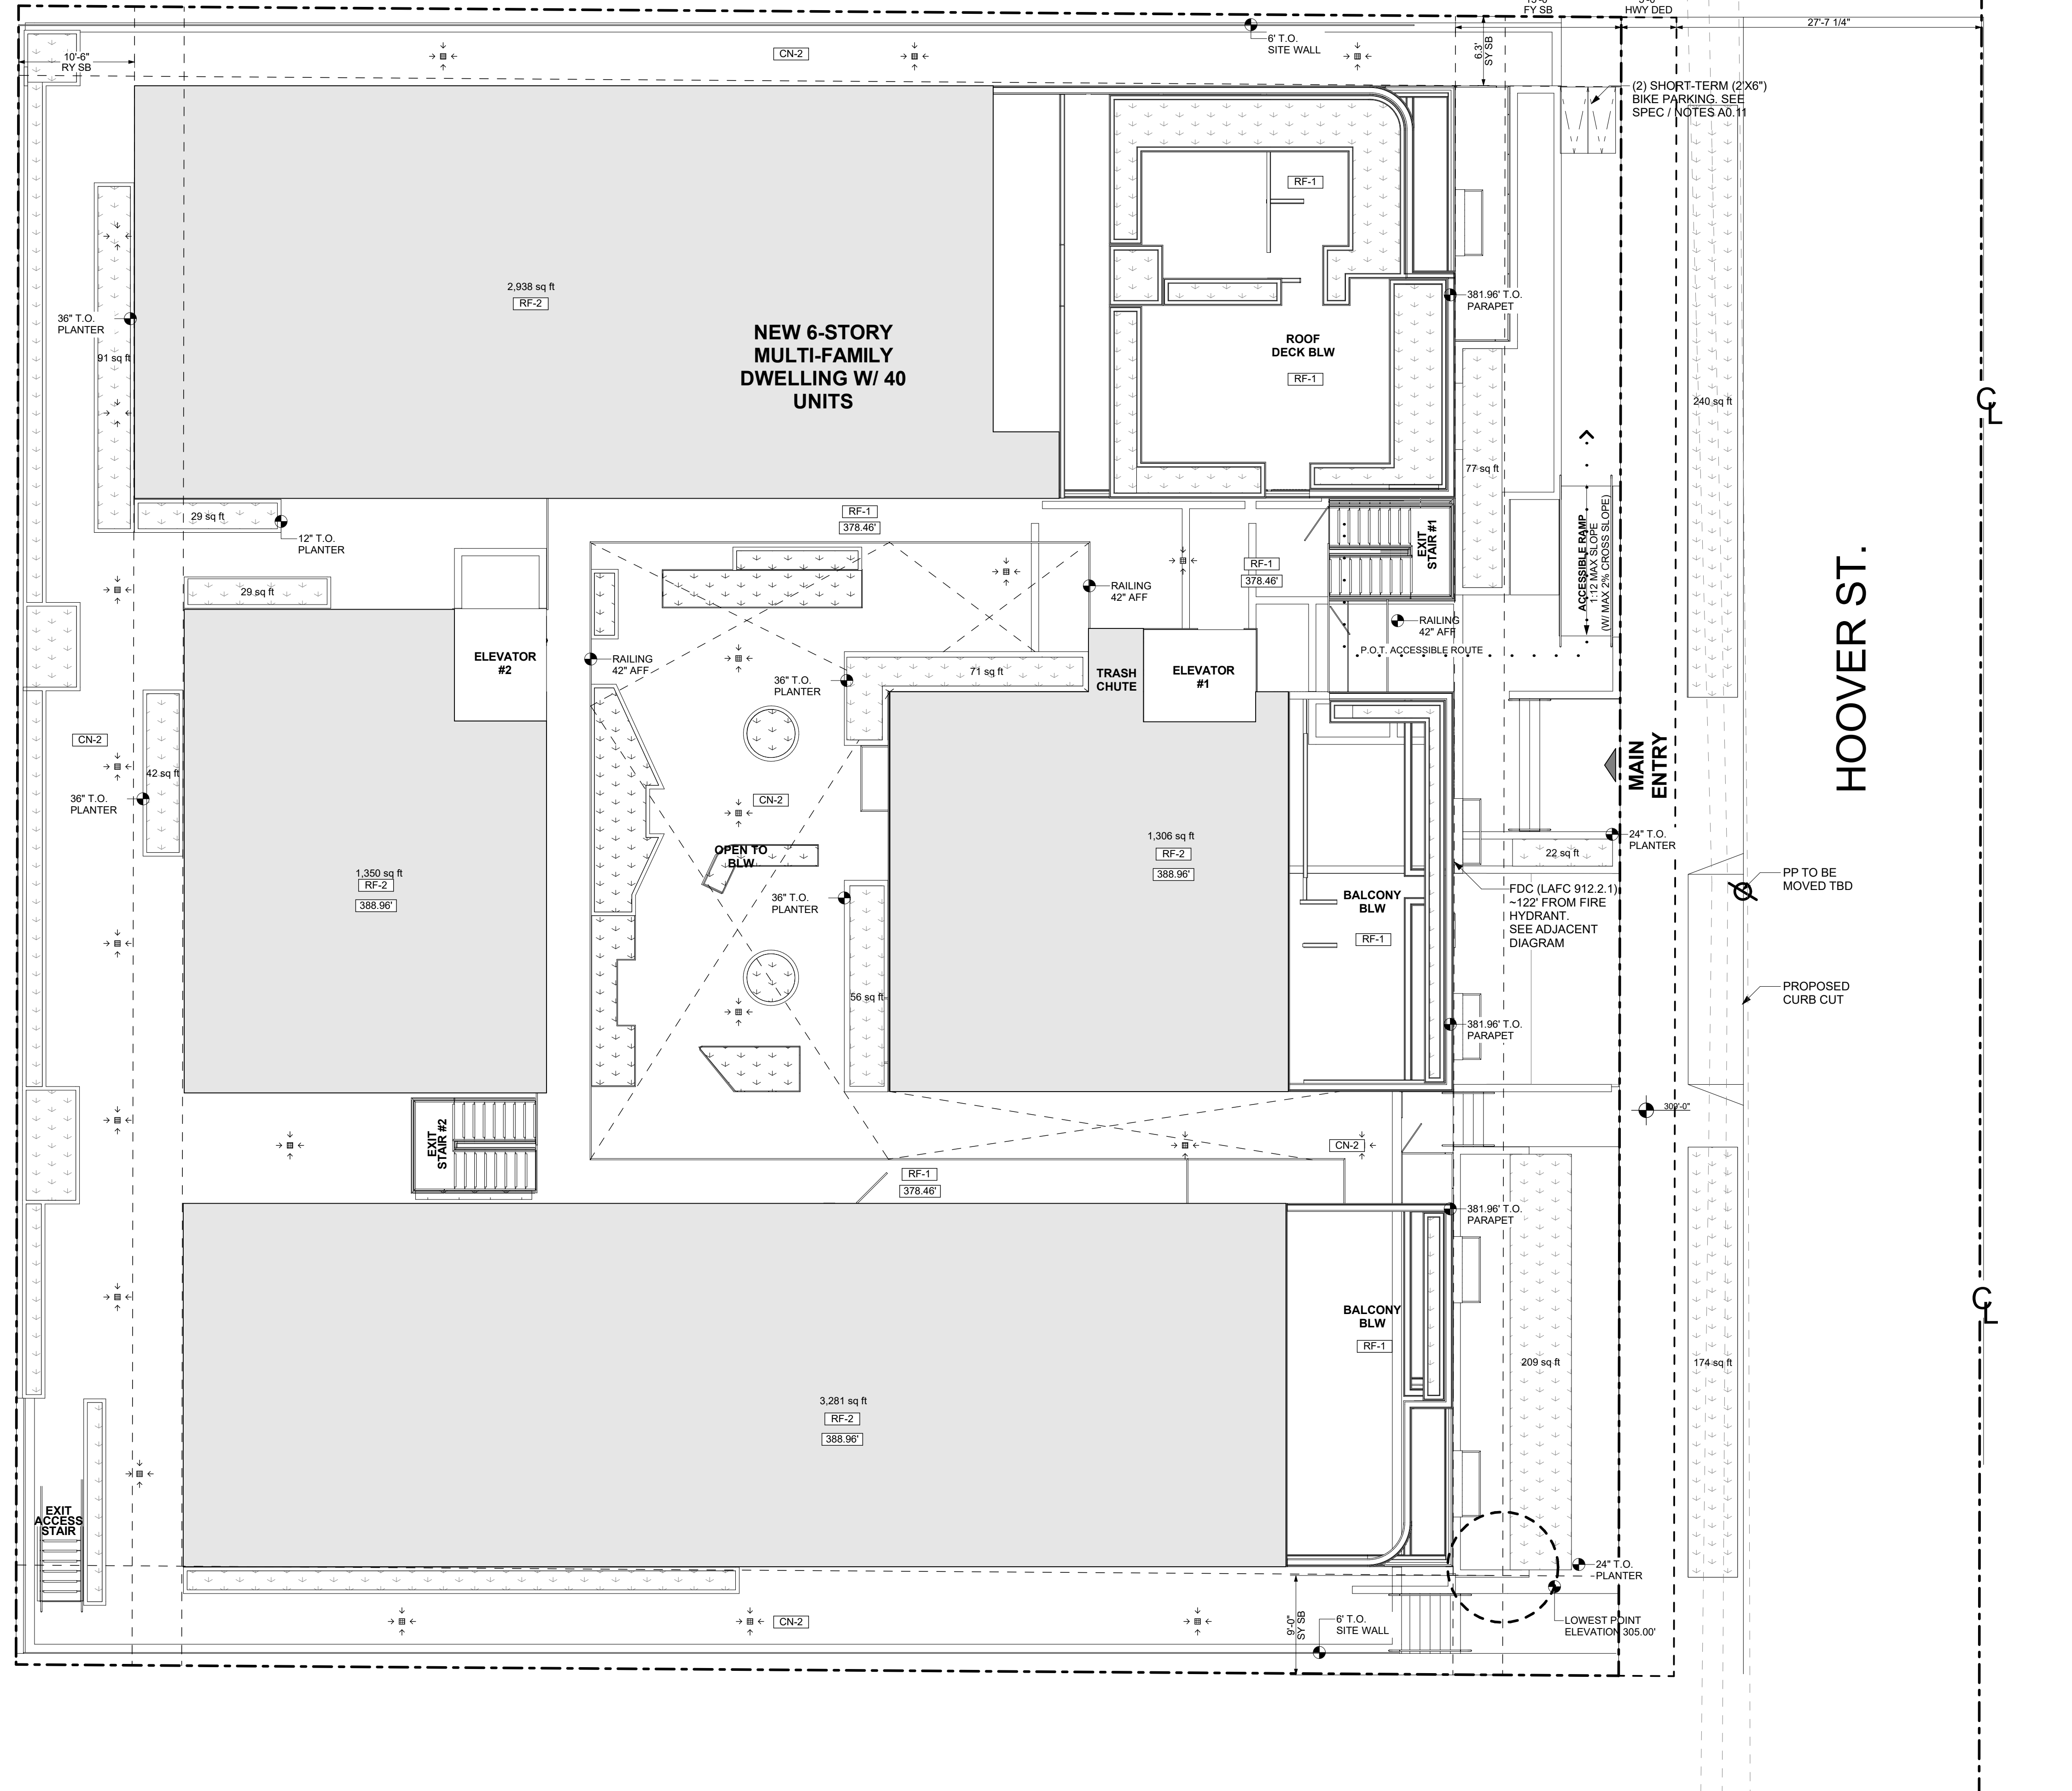 FY SB
HWY DED
27'-7 1/4"
10'-6"
RY SB
CN-2
6' T.O.
SITE WALL
6.3'
SY SB
(2) SHORT-TERM (2'X6")
BIKE PARKING. SEE
SPEC / NOTES A0.11
RF-1
2,938 sq ft
RF-2
36" T.O.
PLANTER
91 sq ft
NEW 6-STORY
MULTI-FAMILY
DWELLING W/ 40
UNITS
381.96' T.O.
PARAPET
ROOF
DECK BLW
RF-1
240 sq ft
CL
77 sq ft
29 sq ft
12" T.O.
PLANTER
RF-1
378.46'
EXIT
STAIR #1
ACCESSIBLE RAMP
1:12 MAX SLOPE
(W/ MAX 2% CROSS SLOPE)
HOOVER ST.
RF-1
378.46'
29 sq ft
RAILING
42" AFF
RAILING
42" AFF
P.O.T. ACCESSIBLE ROUTE
ELEVATOR
#2
RAILING
42" AFF
36" T.O.
PLANTER
71 sq ft
TRASH
CHUTE
ELEVATOR
#1
CN-2
42 sq ft
36" T.O.
PLANTER
MAIN
ENTRY
CN-2
OPEN TO
BLW
1,306 sq ft
RF-2
388.96'
24" T.O.
PLANTER
22 sq ft
1,350 sq ft
RF-2
388.96'
36" T.O.
PLANTER
BALCONY
BLW
RF-1
FDC (LAFC 912.2.1)
~122' FROM FIRE
HYDRANT.
SEE ADJACENT
DIAGRAM
PP TO BE
MOVED TBD
56 sq ft
PROPOSED
CURB CUT
381.96' T.O.
PARAPET
309'-0"
EXIT
STAIR #2
CN-2
RF-1
378.46'
381.96' T.O.
PARAPET
CL
BALCONY
BLW
RF-1
209 sq ft
174 sq ft
3,281 sq ft
RF-2
388.96'
EXIT
ACCESS
STAIR
24" T.O.
PLANTER
CN-2
9'-0"
SY SB
6' T.O.
SITE WALL
LOWEST POINT
ELEVATION 305.00'